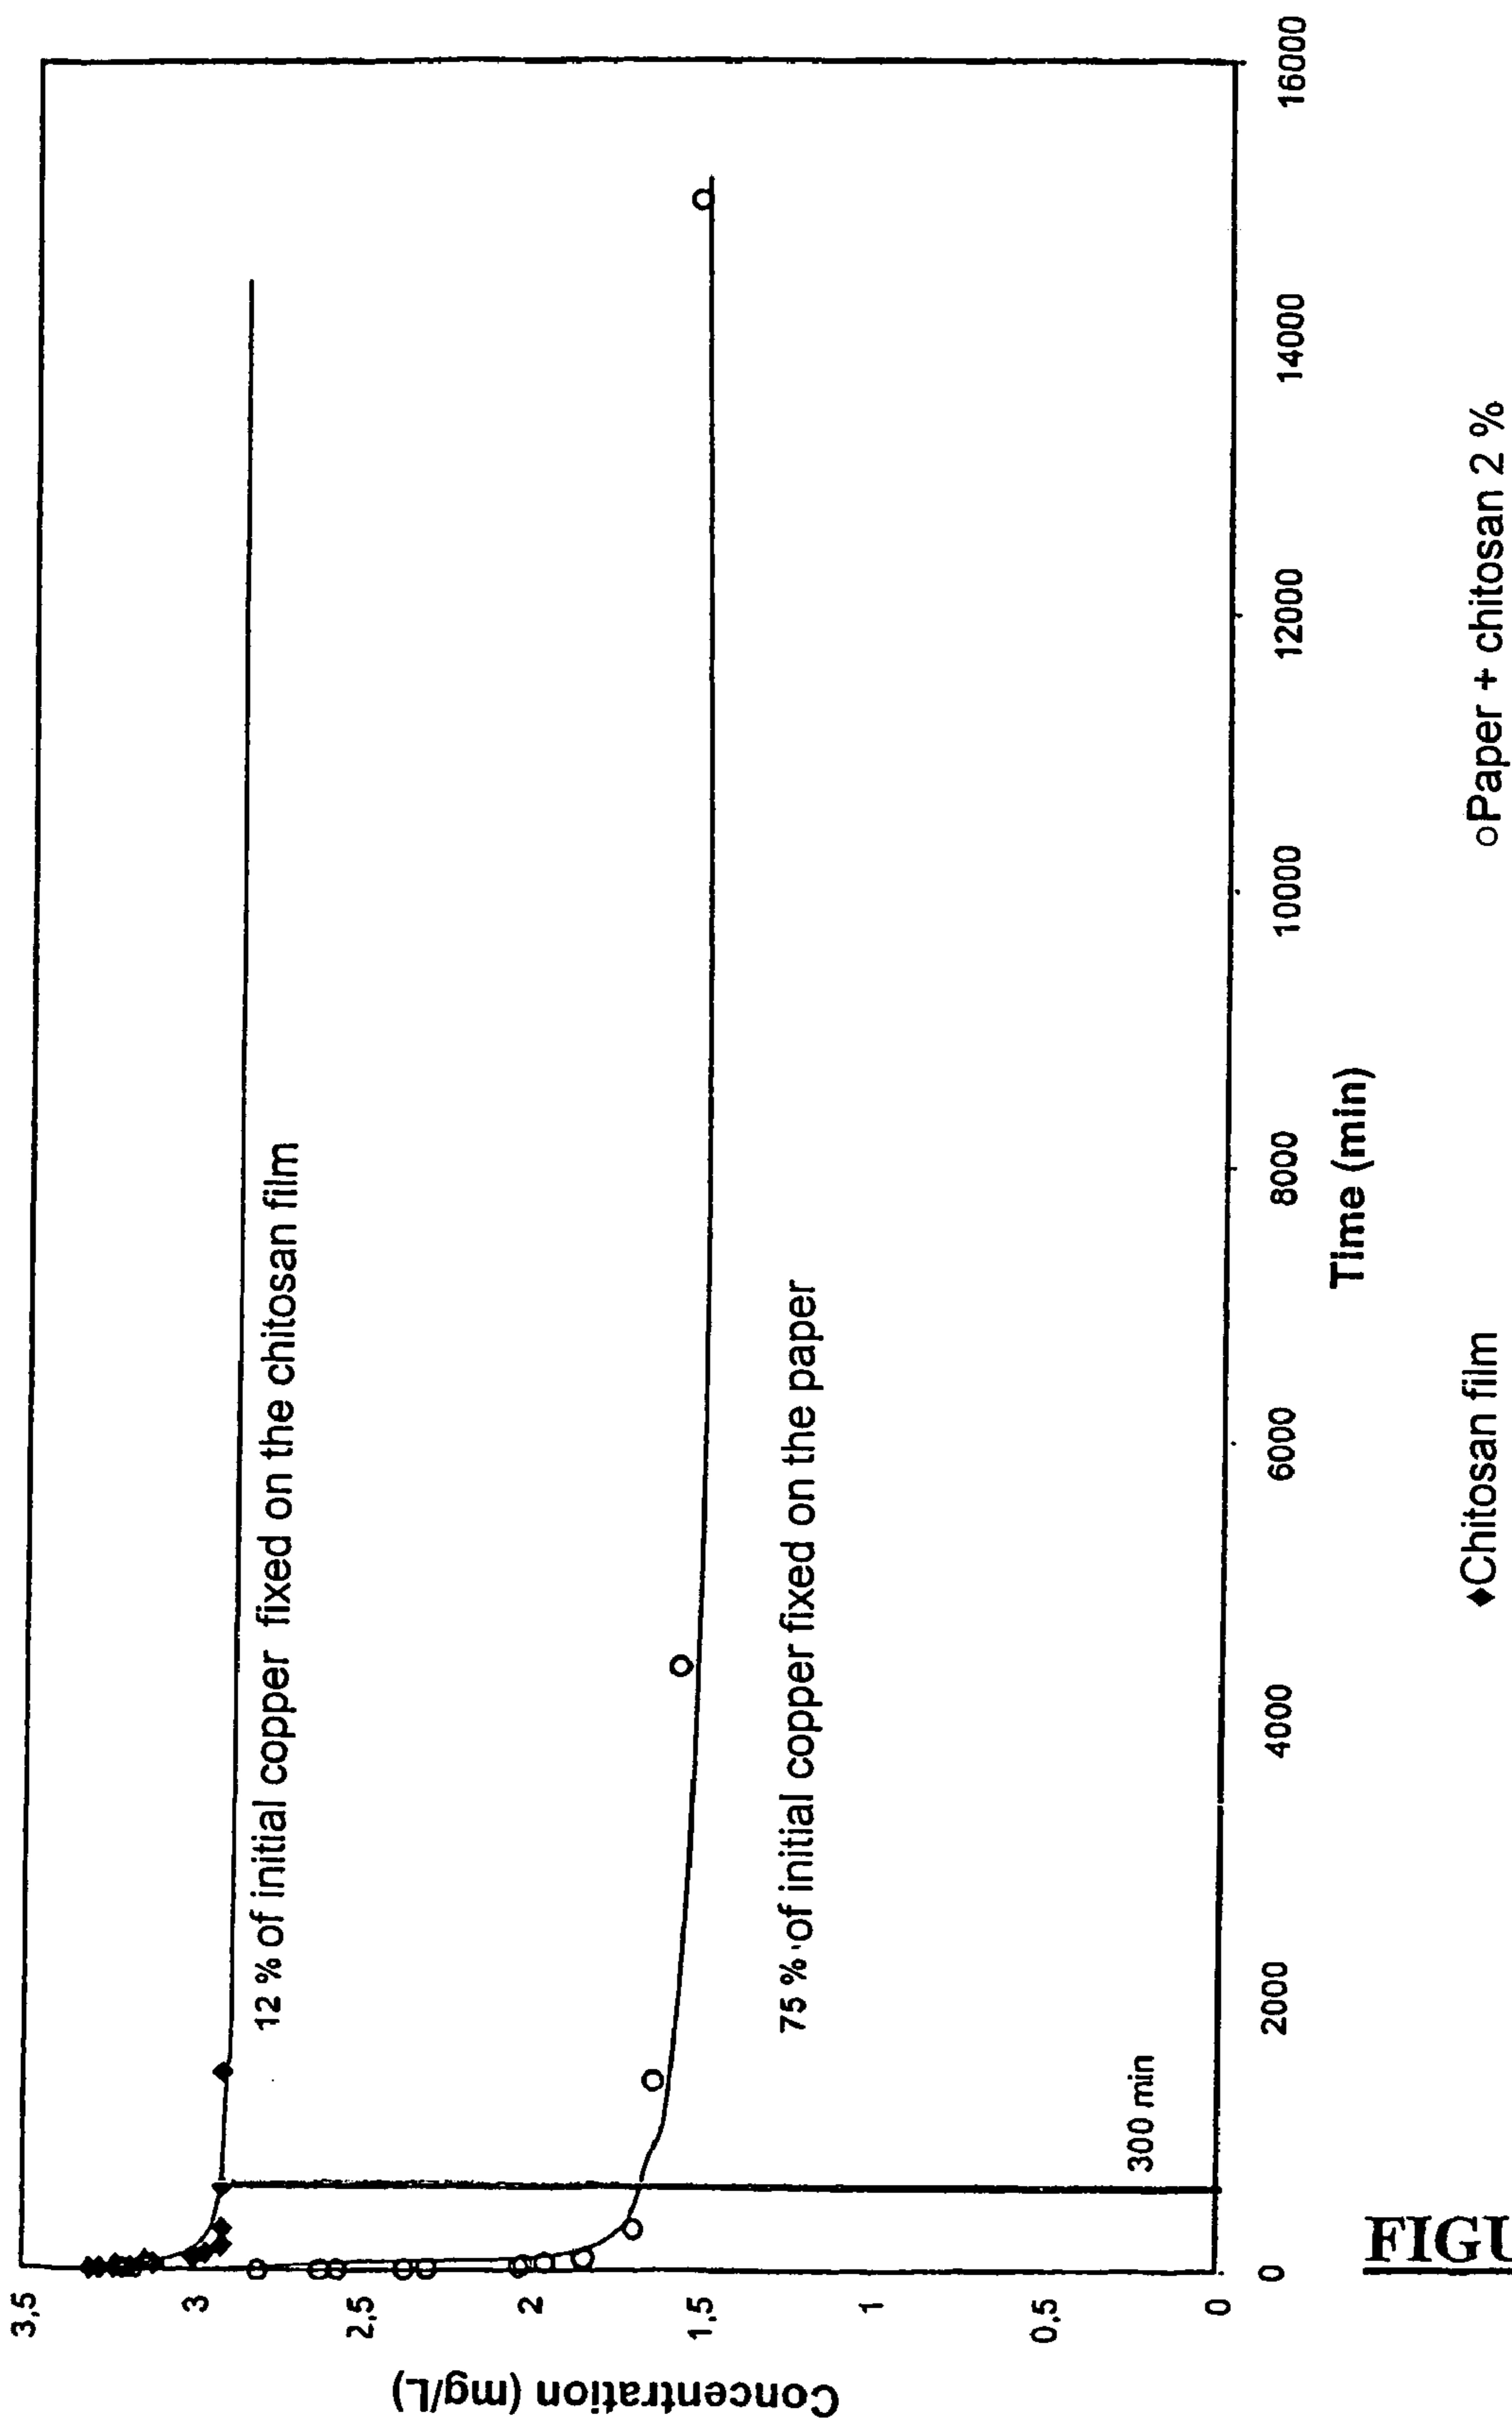 Concentration (mg/L)
3,5
3
2,5
2
1,5
1
0,5
0
12 % of initial copper fixed on the chitosan film
75 % of initial copper fixed on the paper
300 min
0
2000
4000
6000
8000
10000
12000
14000
16000
Time (min)
◆Chitosan film
oPaper + chitosan 2 %